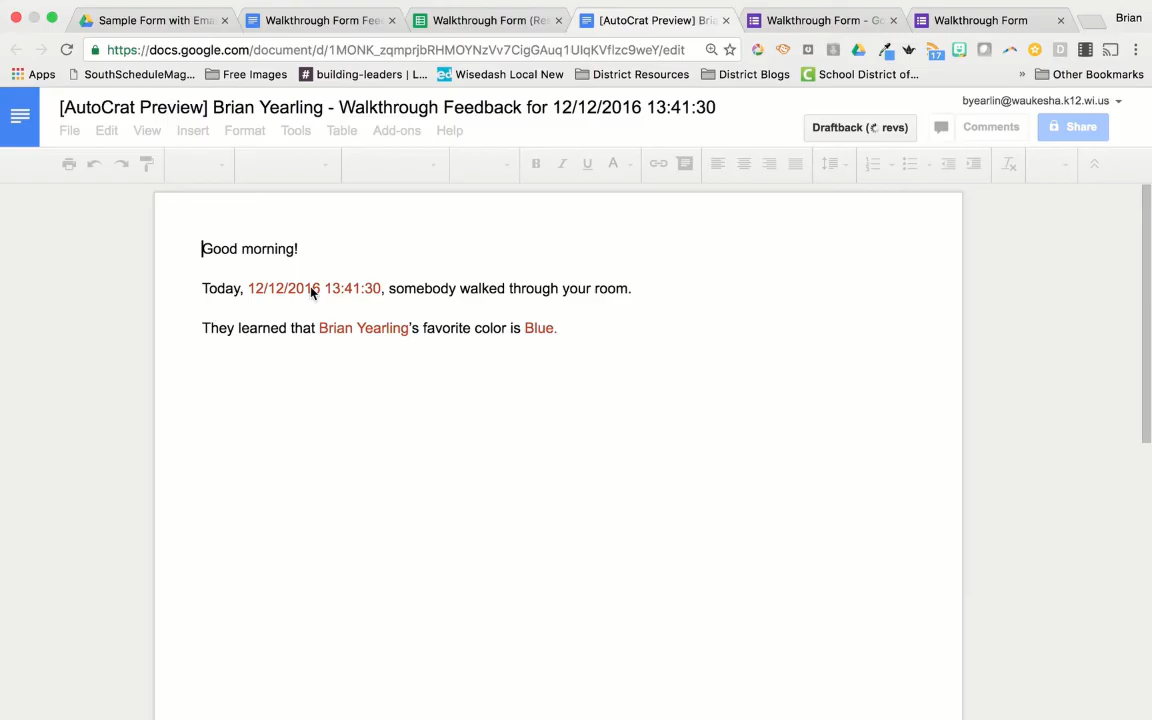 Sample Form with Ema
Walkthrough Form Fee
Walkthrough Form (Re
[AutoCrat Preview] Bri
Walkthrough Form - Go
Walkthrough Form
Brian
https://docs.google.com/document/d/1MONK_zqmprjbRHMOYNzVv7CigGAuq1UIqKVfIzc9weY/edit
17
Apps
SouthScheduleMag...
Free Images
building-leaders | L...
Wisedash Local New
District Resources
District Blogs
School District of...
»
Other Bookmarks
[AutoCrat Preview] Brian Yearling - Walkthrough Feedback for 12/12/2016 13:41:30
byearlin@waukesha.k12.wi.us
File Edit View Insert Format Tools Table Add-ons Help
Draftback ( revs)
Comments
Share
B I U A
Good morning!
Today, 12/12/2016 13:41:30, somebody walked through your room.
They learned that Brian Yearling's favorite color is Blue.